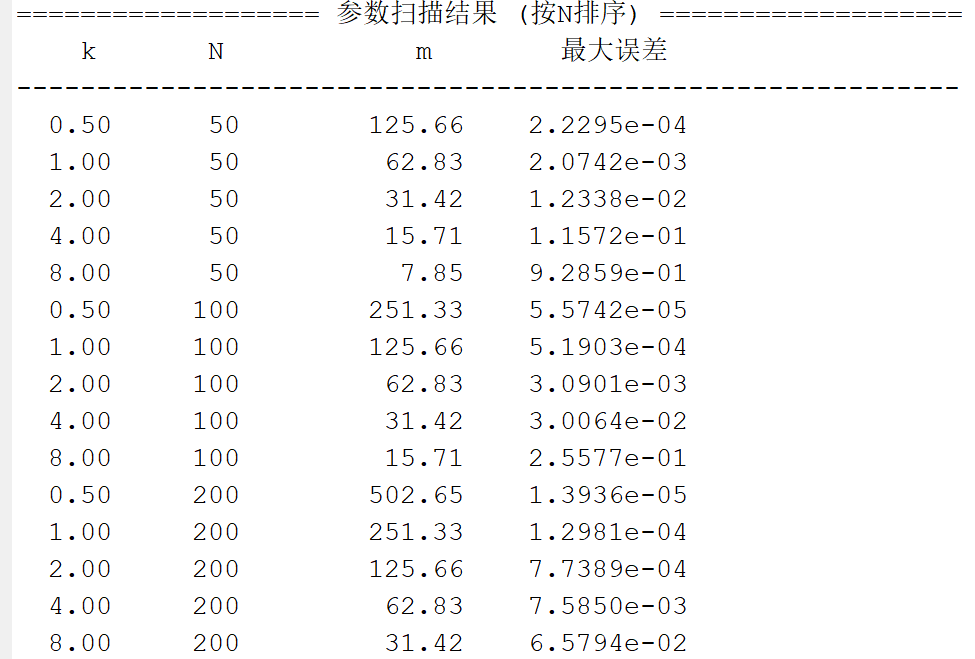 =================== 参数扫描结果 (按N排序) ===================
k N m 最大误差
-----------------------------------------------------------
0.50 50 125.66 2.2295e-04
1.00 50 62.83 2.0742e-03
2.00 50 31.42 1.2338e-02
4.00 50 15.71 1.1572e-01
8.00 50 7.85 9.2859e-01
0.50 100 251.33 5.5742e-05
1.00 100 125.66 5.1903e-04
2.00 100 62.83 3.0901e-03
4.00 100 31.42 3.0064e-02
8.00 100 15.71 2.5577e-01
0.50 200 502.65 1.3936e-05
1.00 200 251.33 1.2981e-04
2.00 200 125.66 7.7389e-04
4.00 200 62.83 7.5850e-03
8.00 200 31.42 6.5794e-02